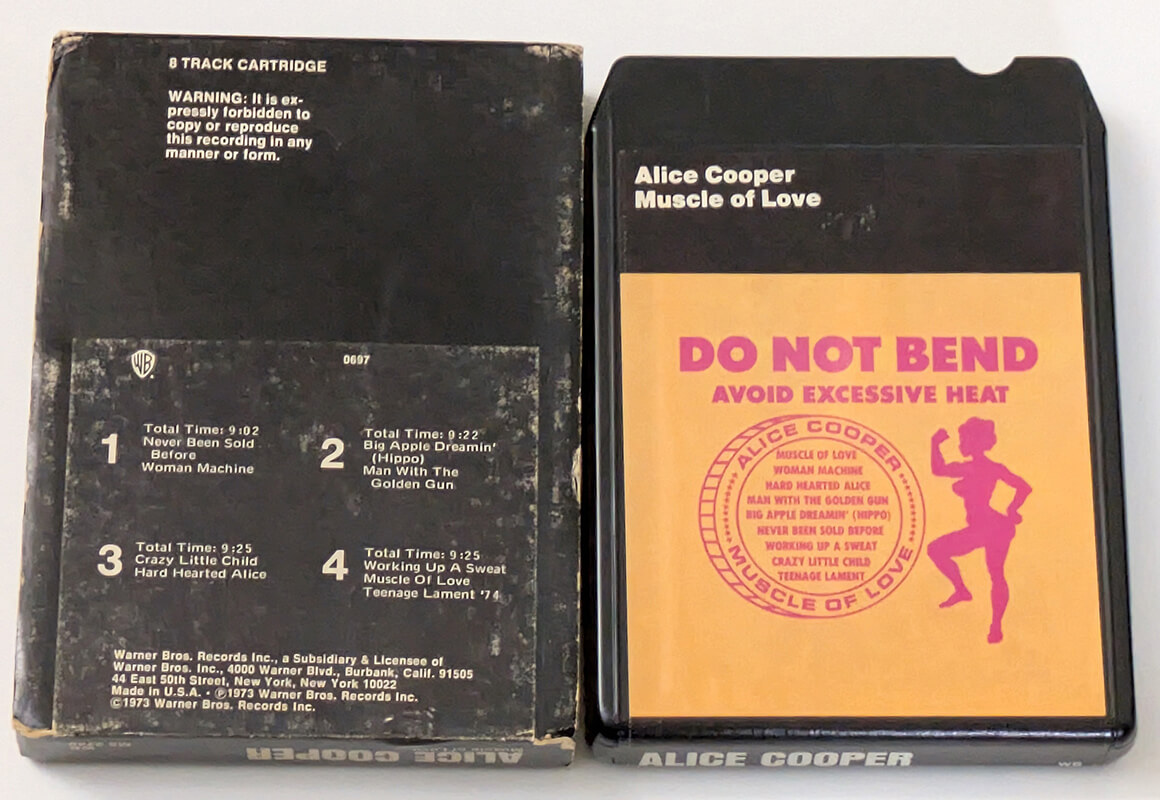 8 TRACK CARTRIDGE
WARNING: It is ex-
pressly forbidden to
copy or reproduce
this recording in any
manner or form.
WB
0697
1
Total Time: 9:02
Never Been Sold
Before
Woman Machine
2
Total Time: 9:22
Big Apple Dreamin'
(Hippo)
Man With The
Golden Gun
3
Total Time: 9:25
Crazy Little Child
Hard Hearted Alice
4
Total Time: 9:25
Working Up A Sweat
Muscle Of Love
Teenage Lament '74
Warner Bros. Records Inc., a Subsidiary & Licensee of
Warner Bros. Inc., 4000 Warner Blvd., Burbank, Calif. 91505
44 East 50th Street, New York, New York 10022
Made in U.S.A. • ℗1973 Warner Bros. Records Inc.
©1973 Warner Bros. Records Inc.
ALICE COOPER
Muscle of Love
Alice Cooper
Muscle of Love
DO NOT BEND
AVOID EXCESSIVE HEAT
ALICE COOPER
MUSCLE OF LOVE
WOMAN MACHINE
HARD HEARTED ALICE
MAN WITH THE GOLDEN GUN
BIG APPLE DREAMIN' (HIPPO)
NEVER BEEN SOLD BEFORE
WORKING UP A SWEAT
CRAZY LITTLE CHILD
TEENAGE LAMENT
MUSCLE OF LOVE
ALICE COOPER
WB